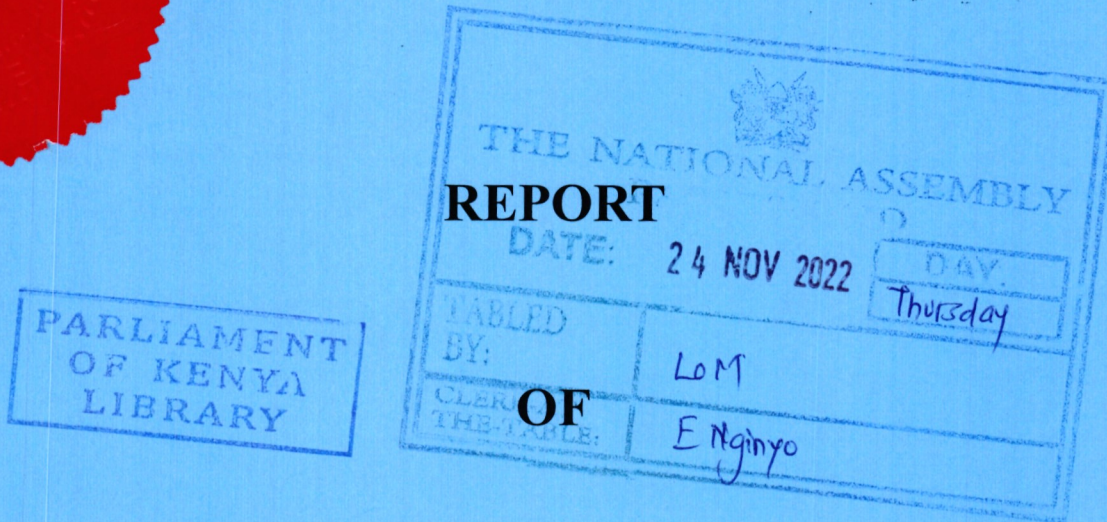 THE NATIONAL ASSEMBLY
REPORT
DATE: 24 NOV 2022
DAY.
Thursday
PARLIAMENT
OF KENYA
LIBRARY
TABLED
BY:
LOM
OF
CLERK
THE-TABLE:
E Nginyo